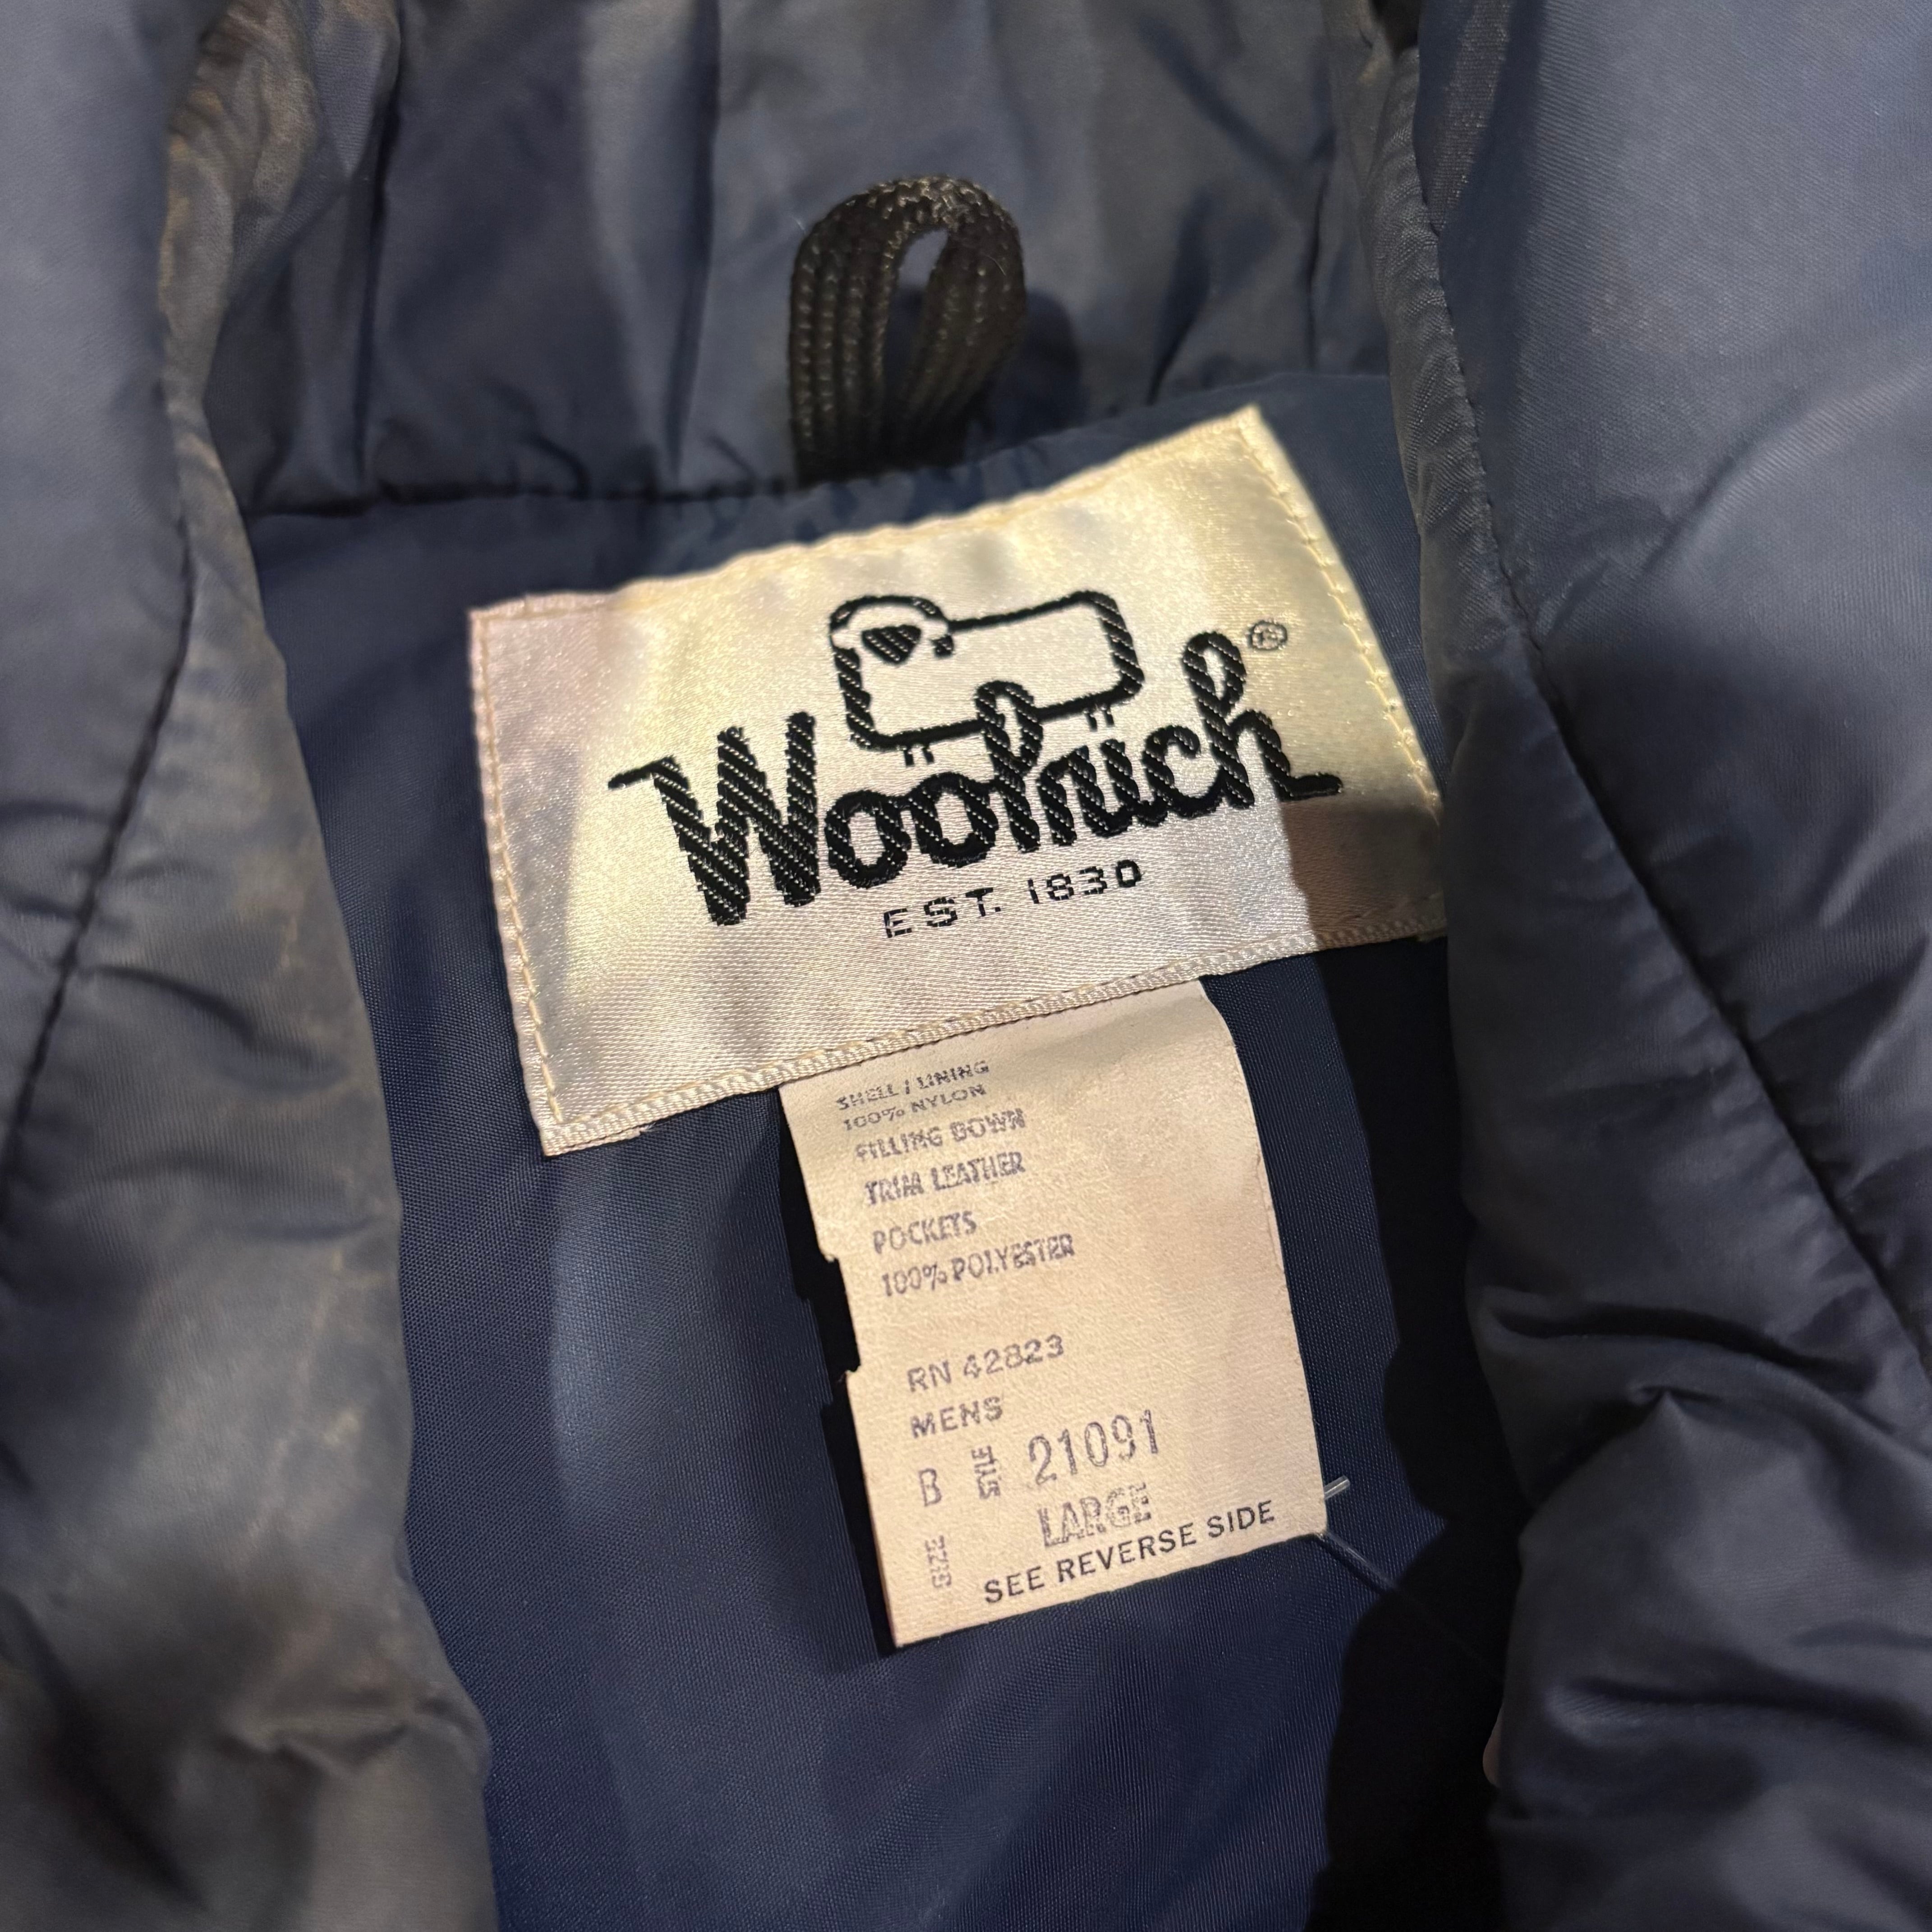 Woolrich®
EST. 1830
SHELL / LINING
100% NYLON
FILLING DOWN
TRIM LEATHER
POCKETS
100% POLYESTER
RN 42823
MENS
B STYLE 21091
SIZE LARGE
SEE REVERSE SIDE